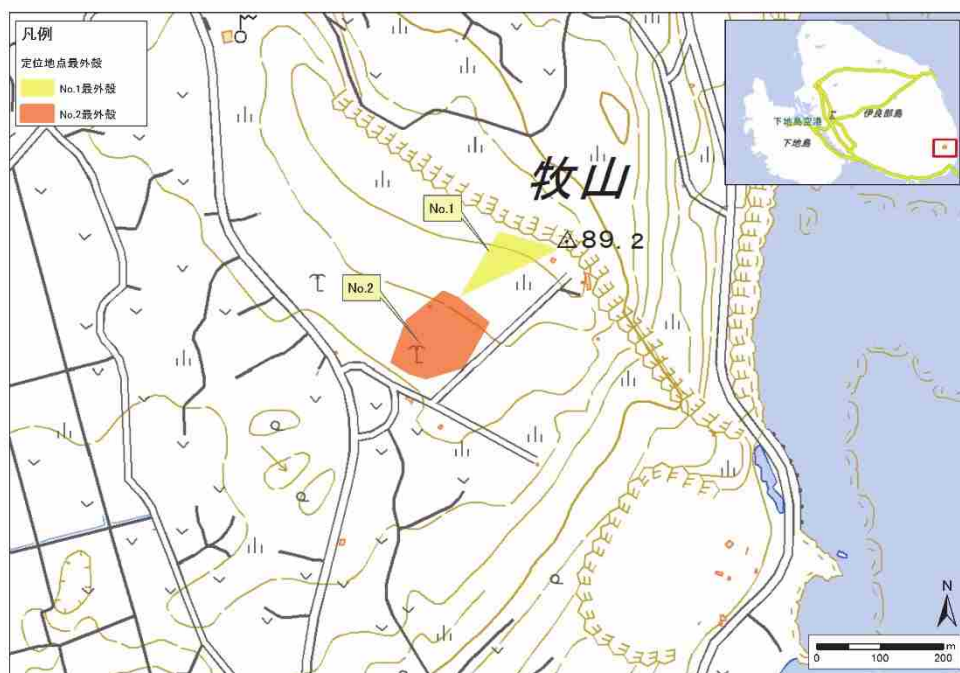 凡例
定位地点最外殻
No.1最外殻
No.2最外殻
下地島空港
伊良部島
下地島
牧山
No.1
89.2
No.2
N
0 100 200 m